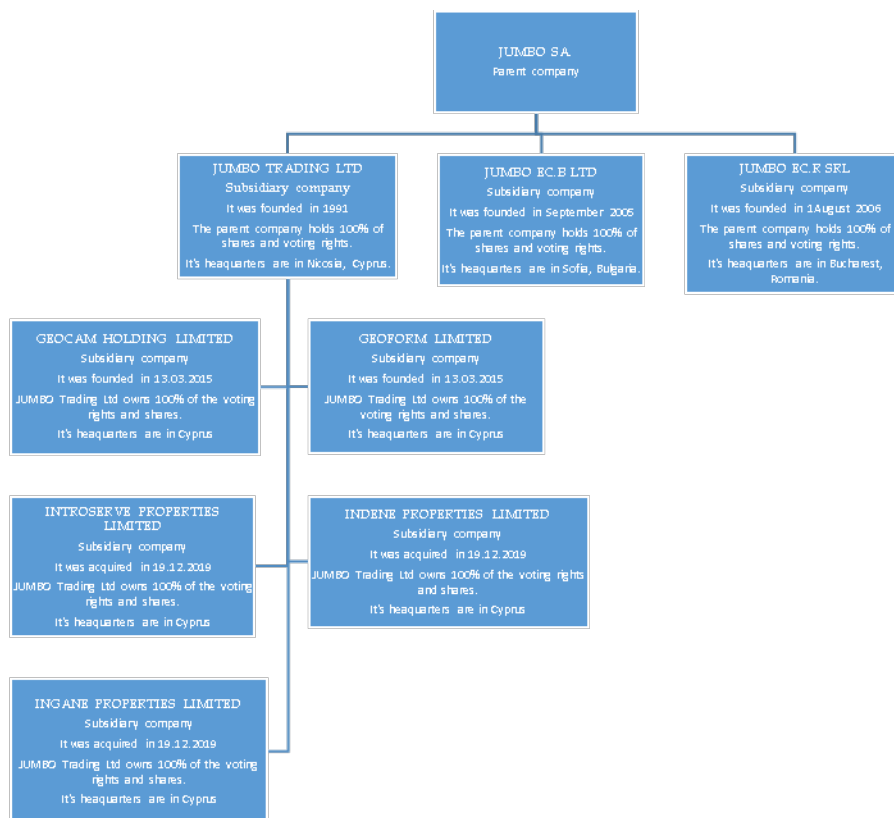 JUMBO SA
Parent company
JUMBO TRADING LTD
Subsidiary company
It was founded in 1991
The parent company holds 100% of
shares and voting rights.
It's heaquarters are in Nicosia, Cyprus.
JUMBO EC.B LTD
Subsidiary company
It was founded in September 2005
The parent company holds 100% of
shares and voting rights.
It's heaquarters are in Sofia, Bulgaria.
JUMBO EC.R SRL
Subsidiary company
It was founded in 1August 2006
The parent company holds 100% of
shares and voting rights.
It's heaquarters are in Bucharest,
Romania.
GEOCAM HOLDING LIMITED
Subsidiary company
It was founded in 13.03.2015
JUMBO Trading Ltd owns 100% of the voting
rights and shares.
It's heaquarters are in Cyprus
GEOFORM LIMITED
Subsidiary company
It was founded in 13.03.2015
JUMBO Trading Ltd owns 100% of the
voting rights and shares.
It's heaquarters are in Cyprus
INTROSERVE PROPERTIES
LIMITED
Subsidiary company
It was acquired in 19.12.2019
JUMBO Trading Ltd owns 100% of the voting
rights and shares.
It's heaquarters are in Cyprus
INDENE PROPERTIES LIMITED
Subsidiary company
It was acquired in 19.12.2019
JUMBO Trading Ltd owns 100% of the voting rights
and shares.
It's heaquarters are in Cyprus
INGANE PROPERTIES LIMITED
Subsidiary company
It was acquired in 19.12.2019
JUMBO Trading Ltd owns 100% of the voting
rights and shares.
It's heaquarters are in Cyprus